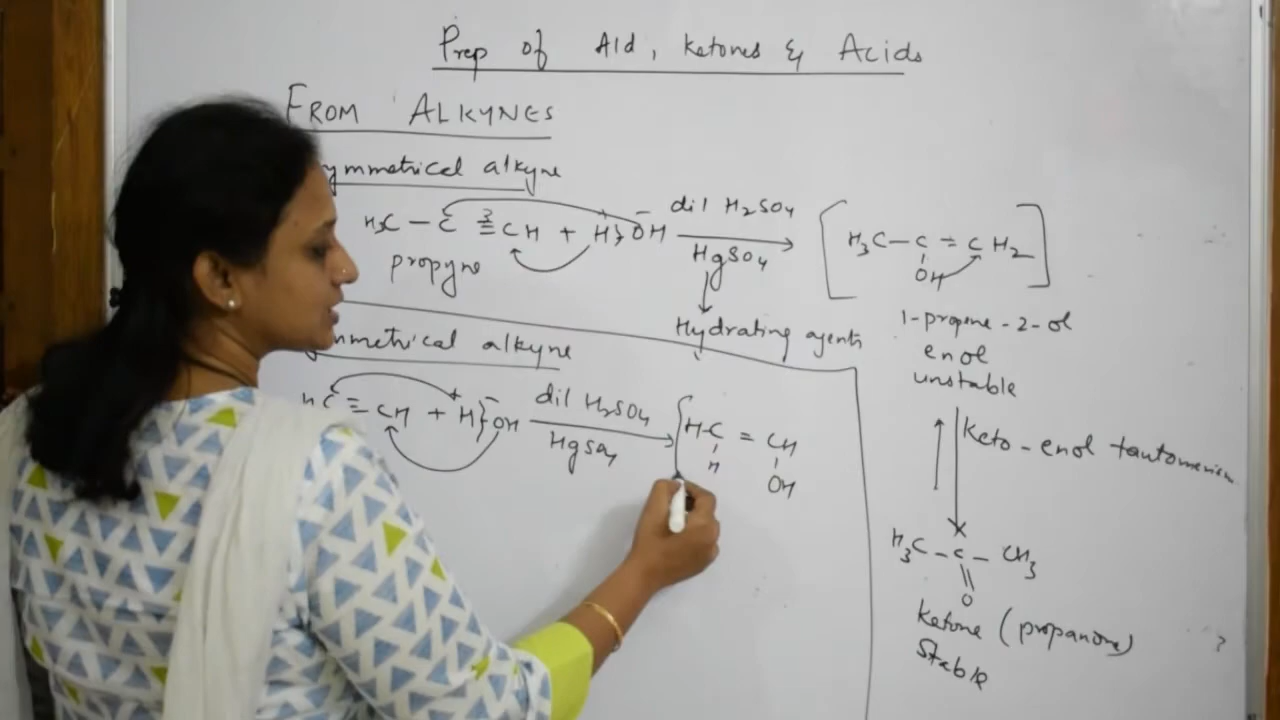 Prep of Ald, Ketones & Acids
FROM ALKYNES
ymmetrical alkyne
H₃C - C ≡ CH + H} OH
dil H₂SO₄
HgSO₄
[H₃C - C = CH₂]
OH
propyne
Hydrating agents
1-propene-2-ol
enol
unstable
Keto-enol tautomerism
H₃C - C - CH₃
O
Ketone (propanone)
Stable
mmetrical alkyne
HC ≡ CH + H} OH
dil H₂SO₄
HgSO₄
[HC = CH
H OH